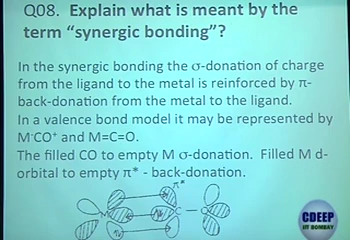 Q08. Explain what is meant by the
term “synergic bonding”?
In the synergic bonding the σ-donation of charge
from the ligand to the metal is reinforced by π-
back-donation from the metal to the ligand.
In a valence bond model it may be represented by
M⁻CO⁺ and M=C=O.
The filled CO to empty M σ-donation. Filled M d-
orbital to empty π* - back-donation.
π*
M C
CDEEP
IIT BOMBAY